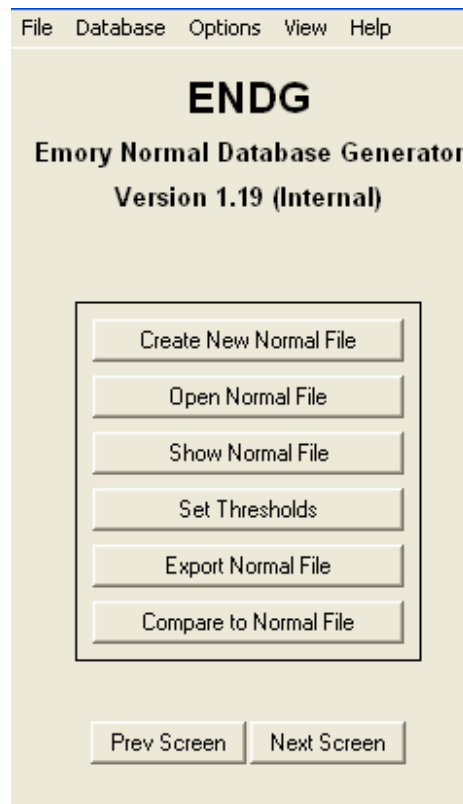 File Database Options View Help
ENDG
Emory Normal Database Generator
Version 1.19 (Internal)
Create New Normal File
Open Normal File
Show Normal File
Set Thresholds
Export Normal File
Compare to Normal File
Prev Screen Next Screen